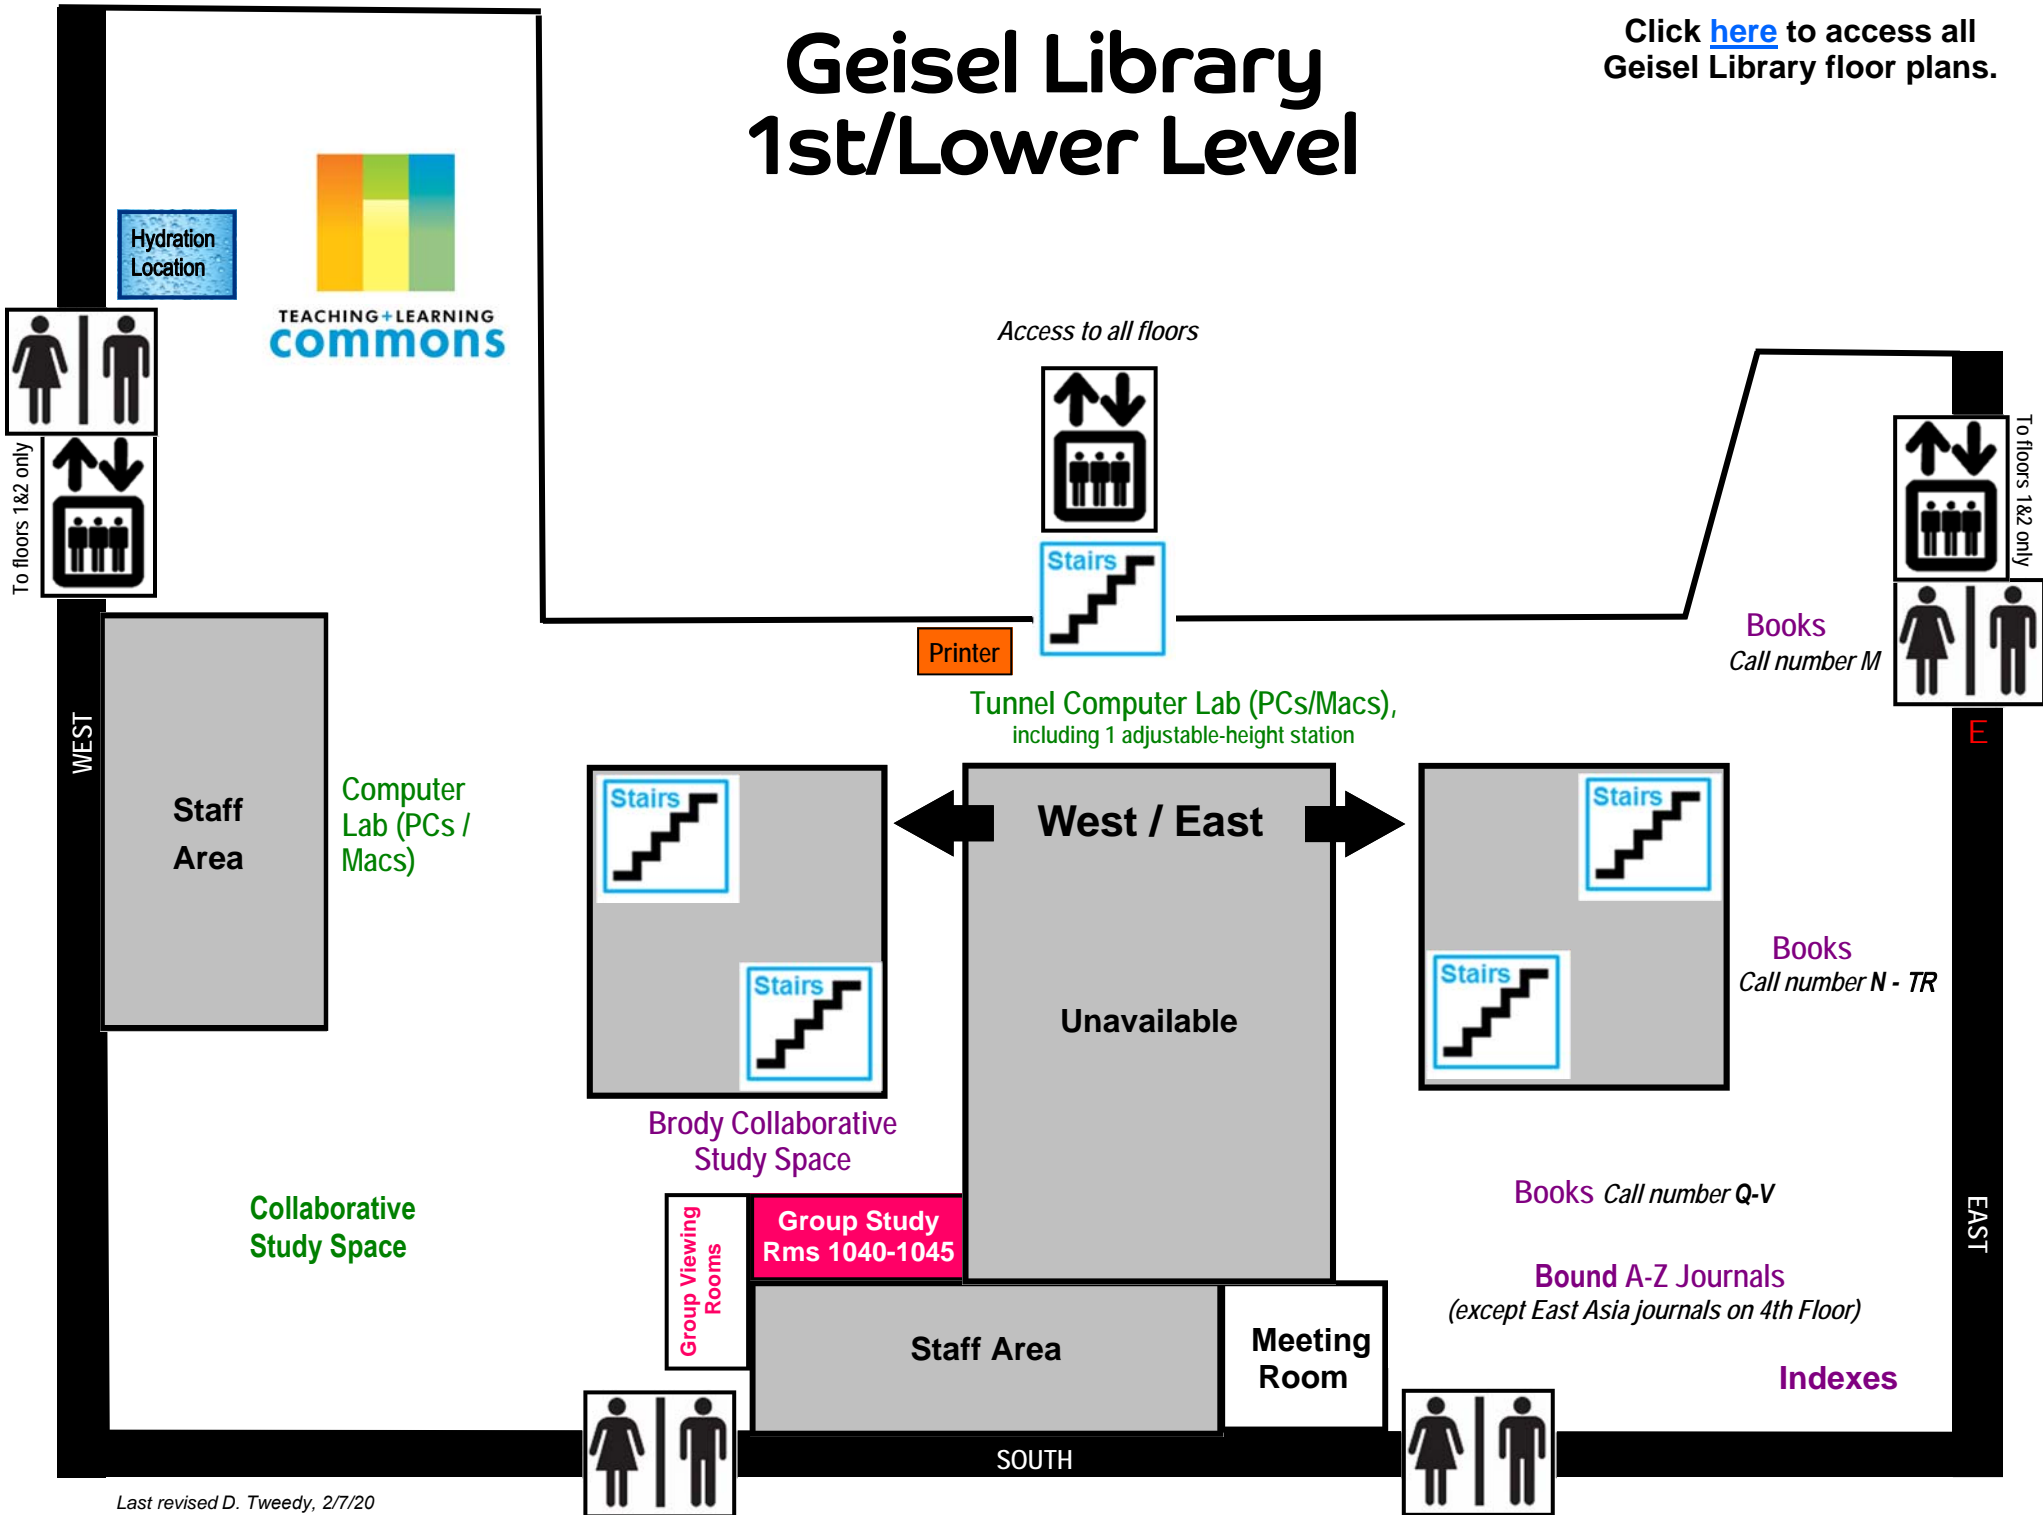 Geisel Library
1st/Lower Level
Click here to access all
Geisel Library floor plans.
Hydration
Location
TEACHING+LEARNING
commons
Access to all floors
To floors 1&2 only
To floors 1&2 only
Stairs
Printer
Books
Call number M
Tunnel Computer Lab (PCs/Macs),
including 1 adjustable-height station
E
WEST
Staff
Area
Computer
Lab (PCs /
Macs)
Stairs
Stairs
West / East
Unavailable
Stairs
Stairs
Books
Call number N - TR
Brody Collaborative
Study Space
Collaborative
Study Space
Group Viewing
Rooms
Group Study
Rms 1040-1045
Books Call number Q-V
EAST
Bound A-Z Journals
(except East Asia journals on 4th Floor)
Staff Area
Meeting
Room
Indexes
SOUTH
Last revised D. Tweedy, 2/7/20